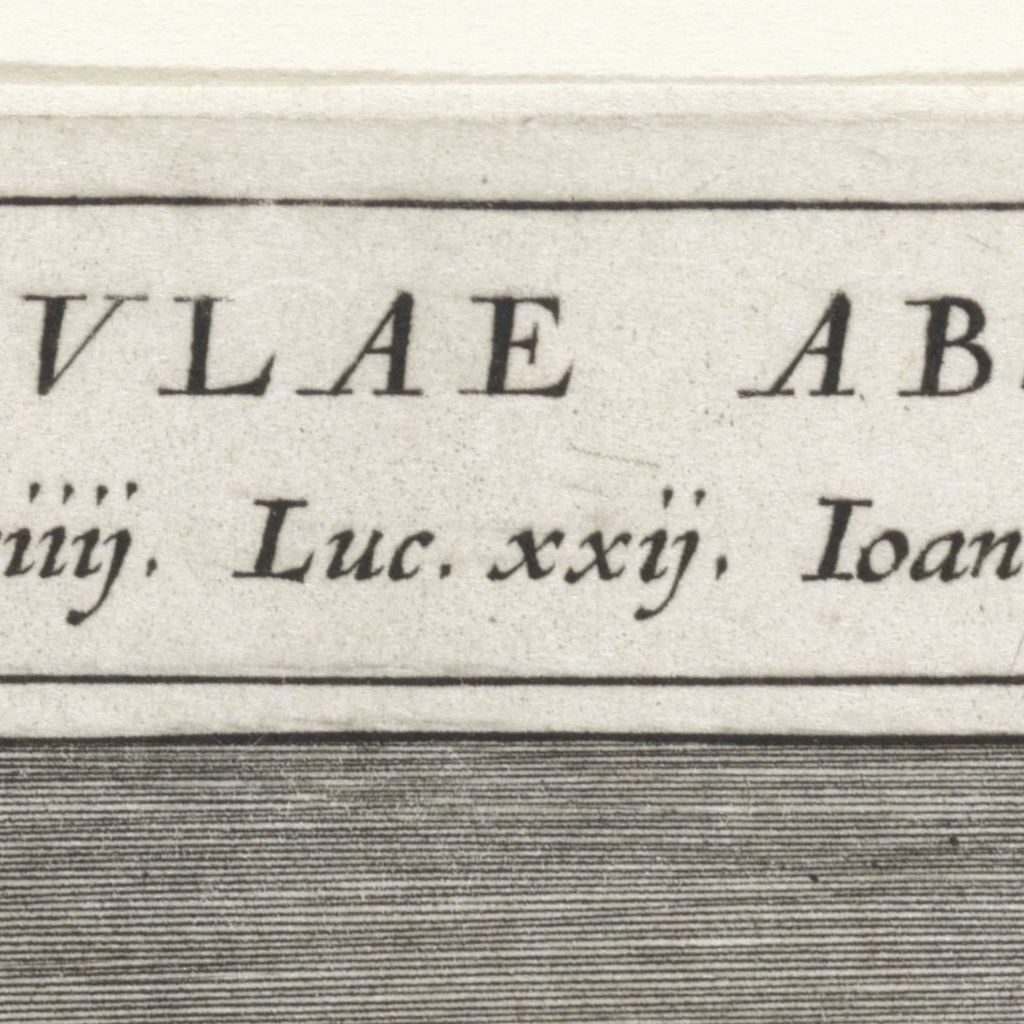 VLAE AB
iiij. Luc. xxij. Ioan